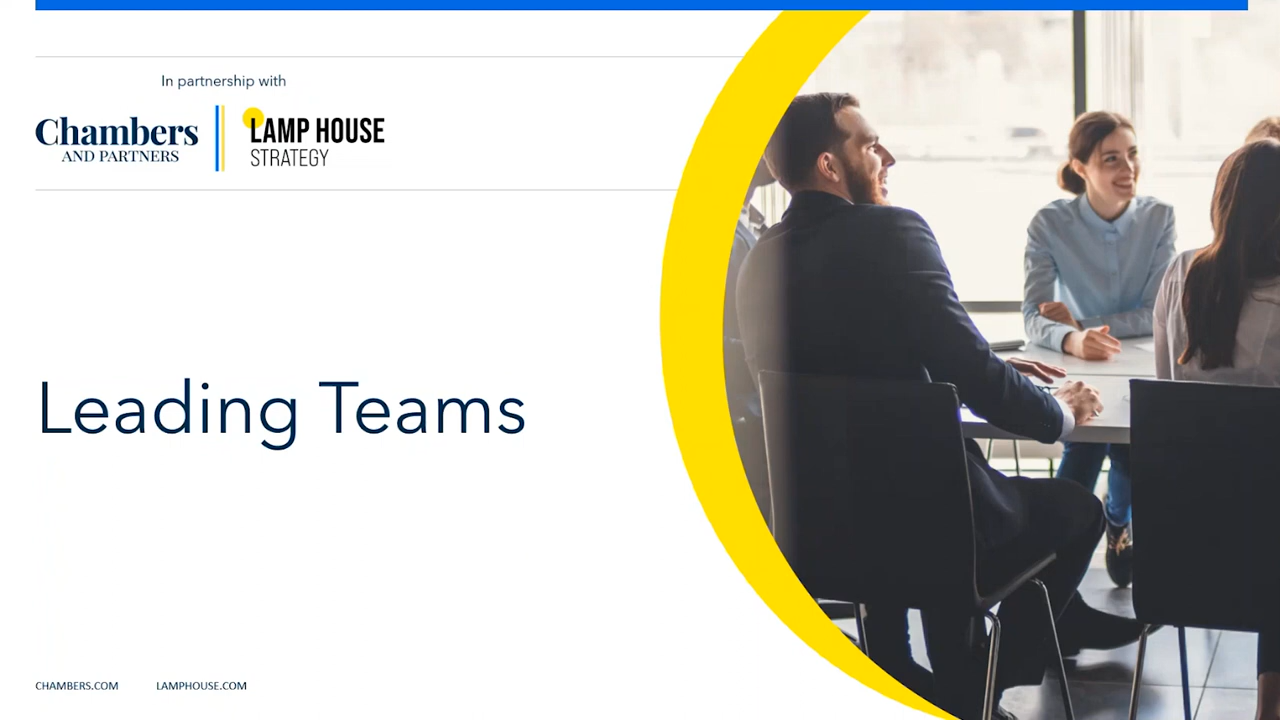 In partnership with
Chambers
AND PARTNERS
LAMP HOUSE
STRATEGY
Leading Teams
CHAMBERS.COM
LAMPHOUSE.COM